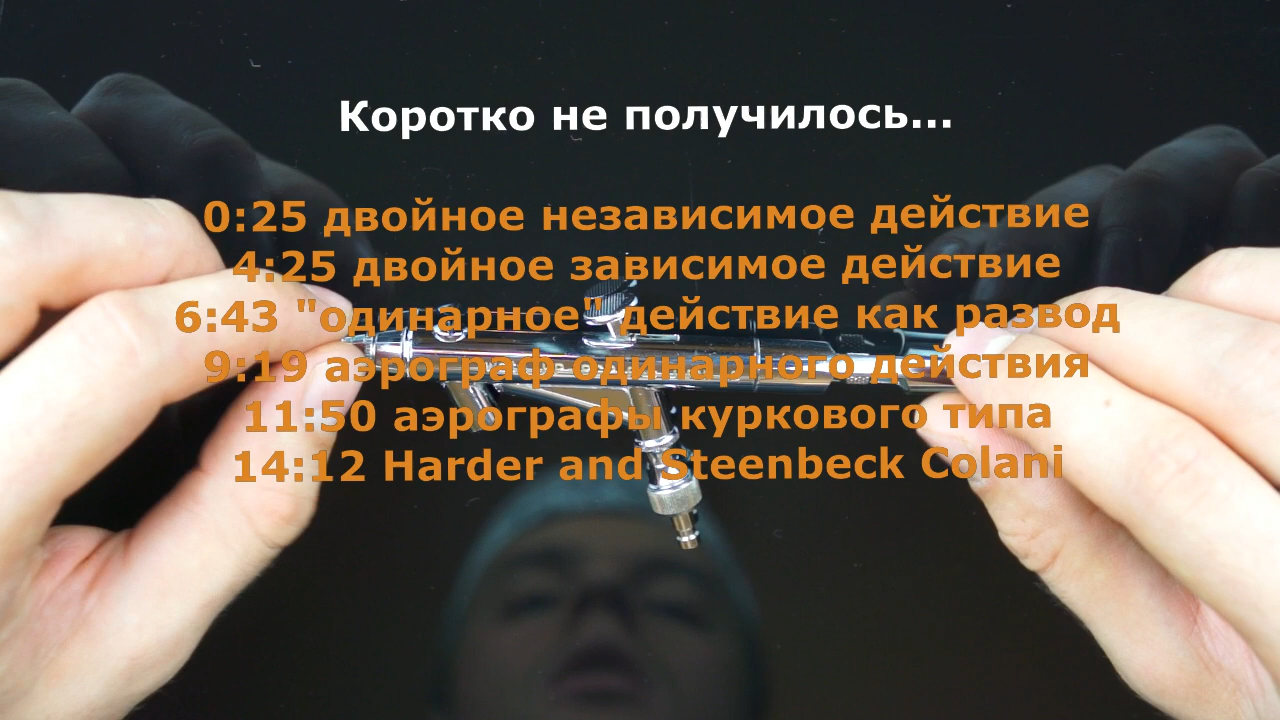 Коротко не получилось...
0:25 двойное независимое действие
4:25 двойное зависимое действие
6:43 "одинарное" действие как развод
9:19 аэрограф одинарного действия
11:50 аэрографы куркового типа
14:12 Harder and Steenbeck Colani